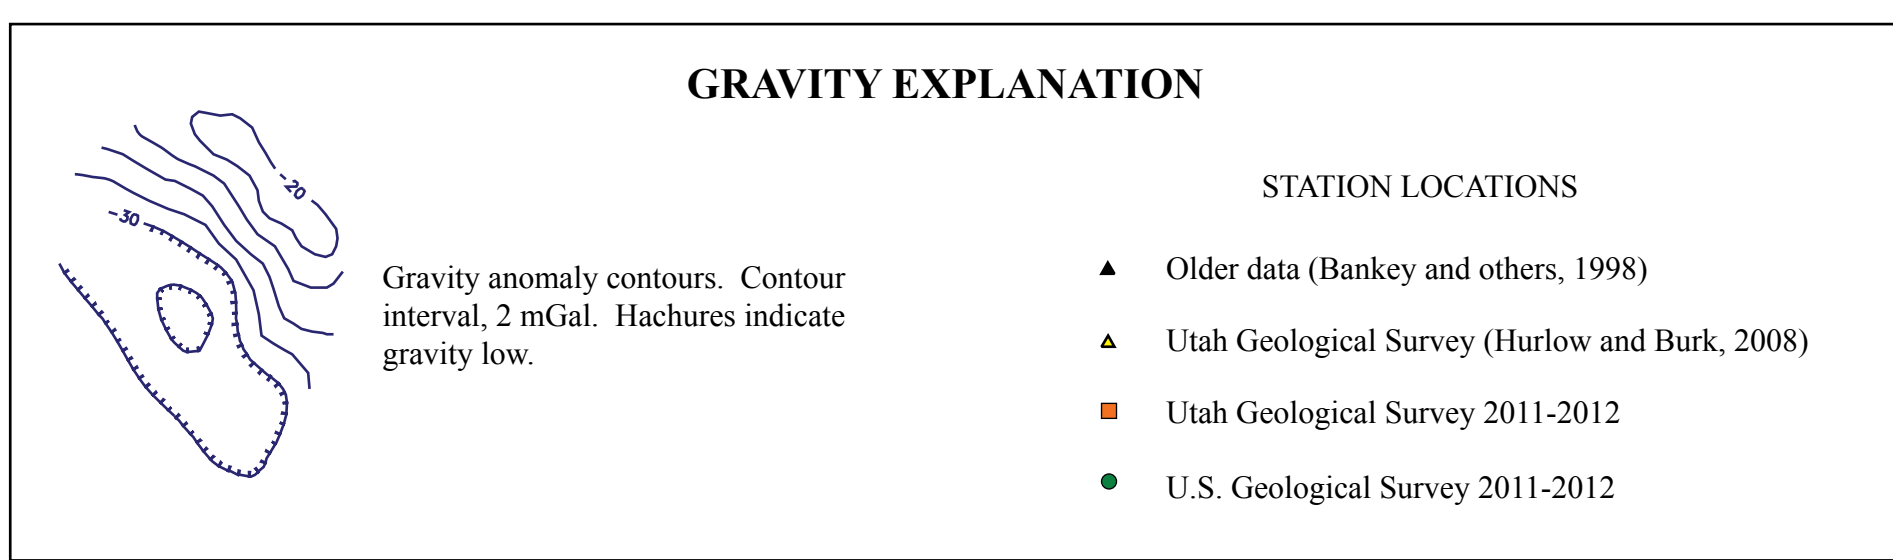 GRAVITY EXPLANATION
-20
-30
Gravity anomaly contours.  Contour
interval, 2 mGal.  Hachures indicate
gravity low.
STATION LOCATIONS
Older data (Bankey and others, 1998)
Utah Geological Survey (Hurlow and Burk, 2008)
Utah Geological Survey 2011-2012
U.S. Geological Survey 2011-2012